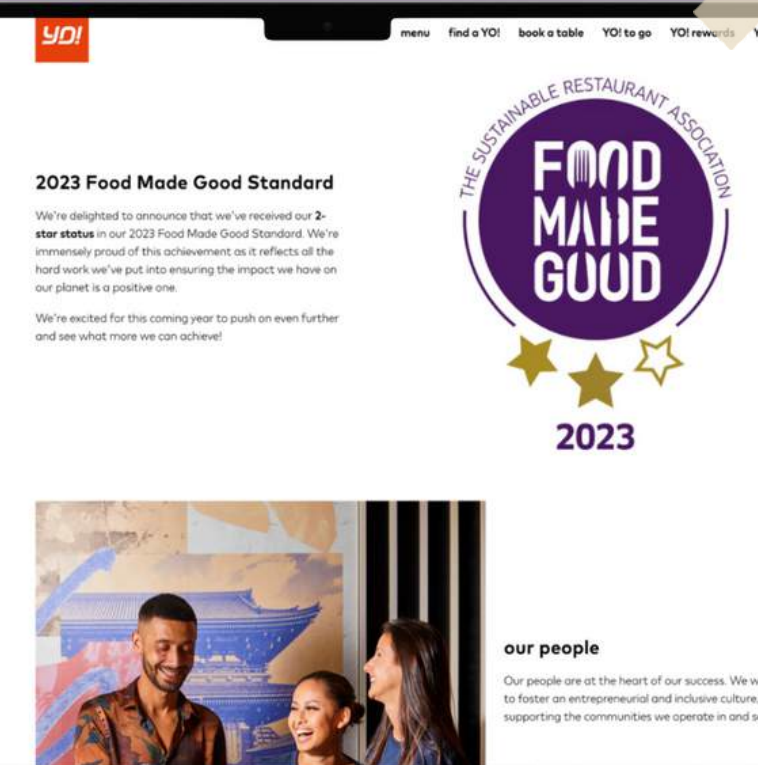 YO!
menu find a YO! book a table YO! to go YO! rewards
THE SUSTAINABLE RESTAURANT ASSOCIATION
FOOD
MADE
GOOD
2023
2023 Food Made Good Standard
We're delighted to announce that we've received our 2-
star status in our 2023 Food Made Good Standard. We're
immensely proud of this achievement as it reflects all the
hard work we've put into ensuring the impact we have on
our planet is a positive one.
We're excited for this coming year to push on even further
and see what more we can achieve!
our people
Our people are at the heart of our success. We w
to foster an entrepreneurial and inclusive culture,
supporting the communities we operate in and s